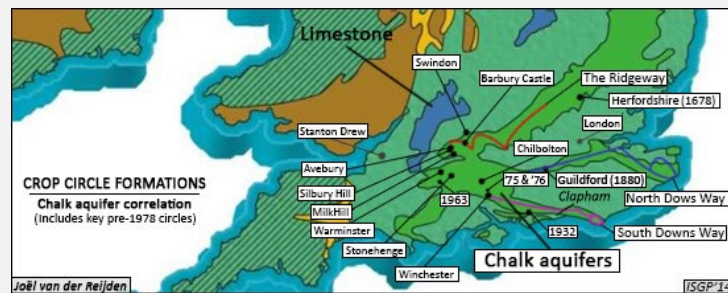 Limestone
Swindon
Barbury Castle
The Ridgeway
Herfordshire (1678)
London
Stanton Drew
Chilbolton
Avebury
CROP CIRCLE FORMATIONS
Chalk aquifer correlation
(Includes key pre-1978 circles)
Silbury Hill
MilkHill
Warminster
Stonehenge
Winchester
1963
'75 & '76
Guildford (1880)
Clapham
North Dows Way
1932
South Downs Way
Chalk aquifers
Joël van der Reijden
ISGP'14